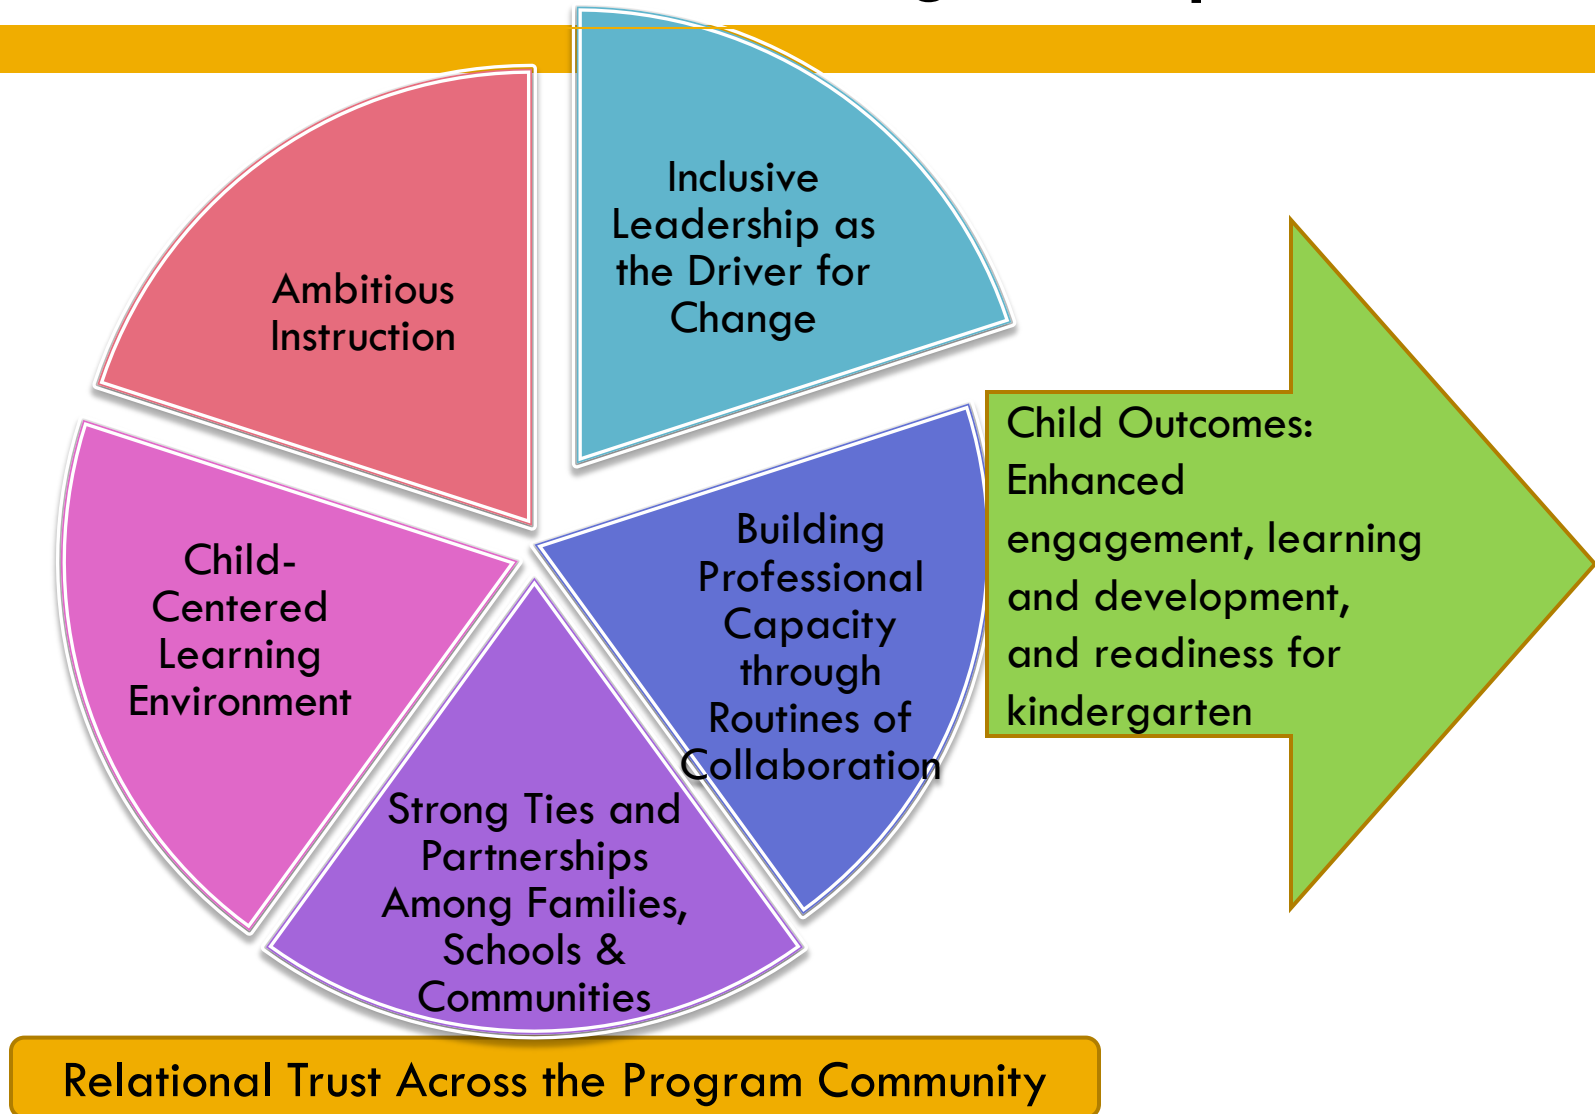 Inclusive
Leadership as
the Driver for
Change
Ambitious
Instruction
Child Outcomes:
Enhanced
engagement, learning
and development,
and readiness for
kindergarten
Building
Professional
Capacity
through
Routines of
Collaboration
Child-
Centered
Learning
Environment
Strong Ties and
Partnerships
Among Families,
Schools &
Communities
Relational Trust Across the Program Community